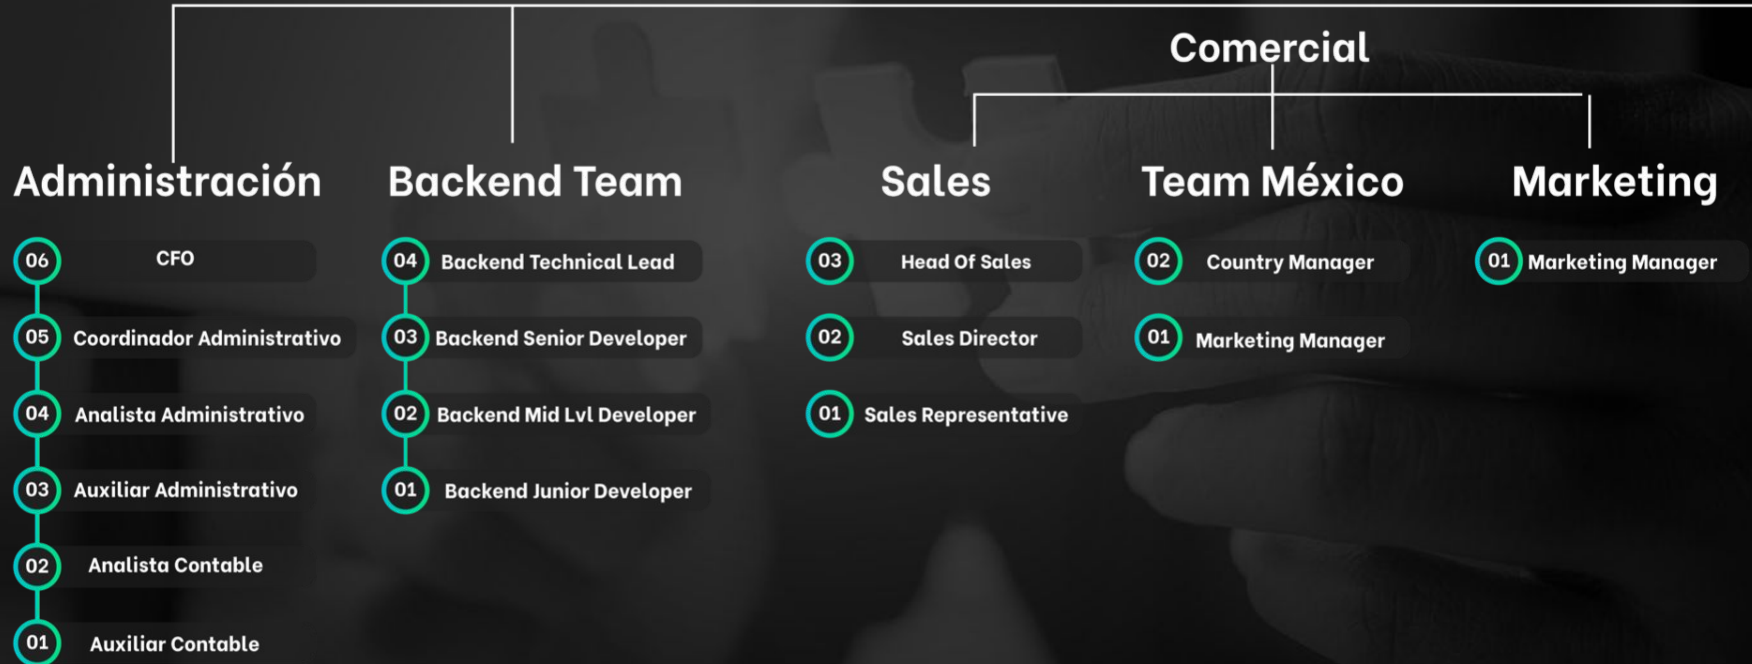 Comercial
Administración
06 CFO
05 Coordinador Administrativo
04 Analista Administrativo
03 Auxiliar Administrativo
02 Analista Contable
01 Auxiliar Contable
Backend Team
04 Backend Technical Lead
03 Backend Senior Developer
02 Backend Mid Lvl Developer
01 Backend Junior Developer
Sales
03 Head Of Sales
02 Sales Director
01 Sales Representative
Team México
02 Country Manager
01 Marketing Manager
Marketing
01 Marketing Manager